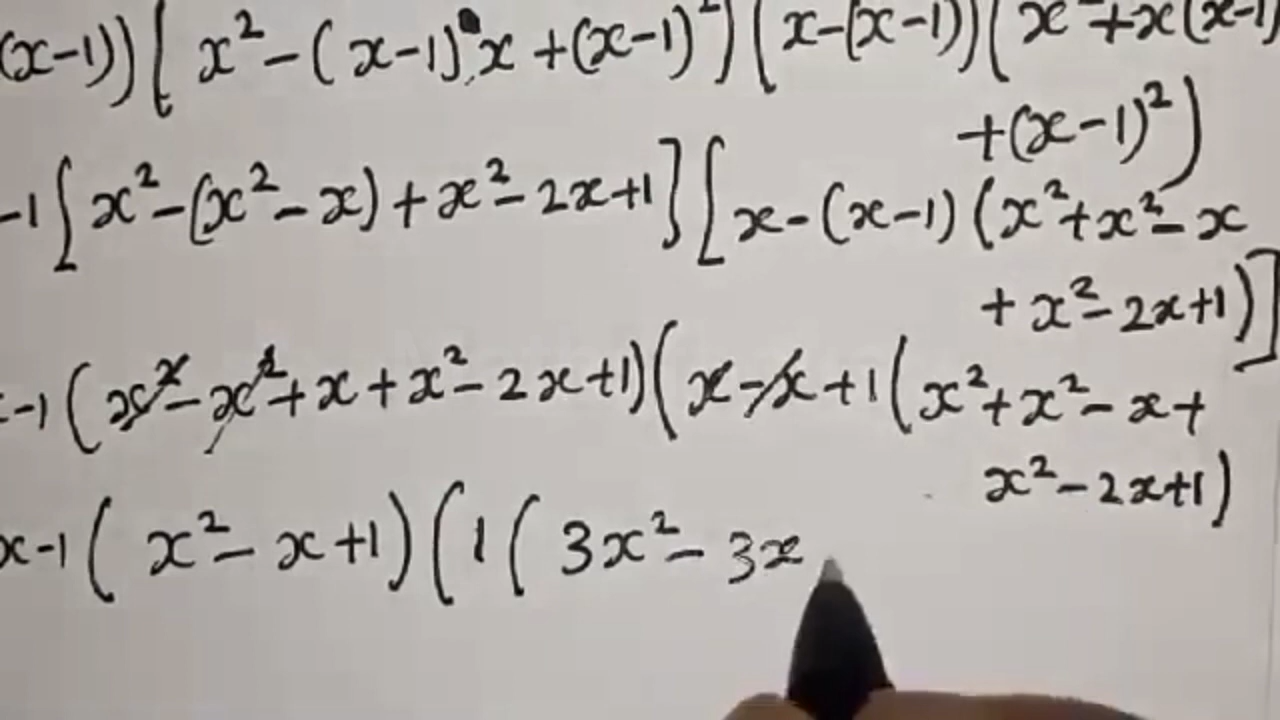 (x-1))(x²-(x-1)x+(x-1)²)(x-(x-1))(x²+x(x-1)
+(x-1)²)
-1[x²-(x²-x)+x²-2x+1][x-(x-1)(x²+x²-x
+x²-2x+1)]
-1(x²-x²+x+x²-2x+1)(x-x+1(x²+x²-x+
x²-2x+1)
x-1(x²-x+1)(1(3x²-3x